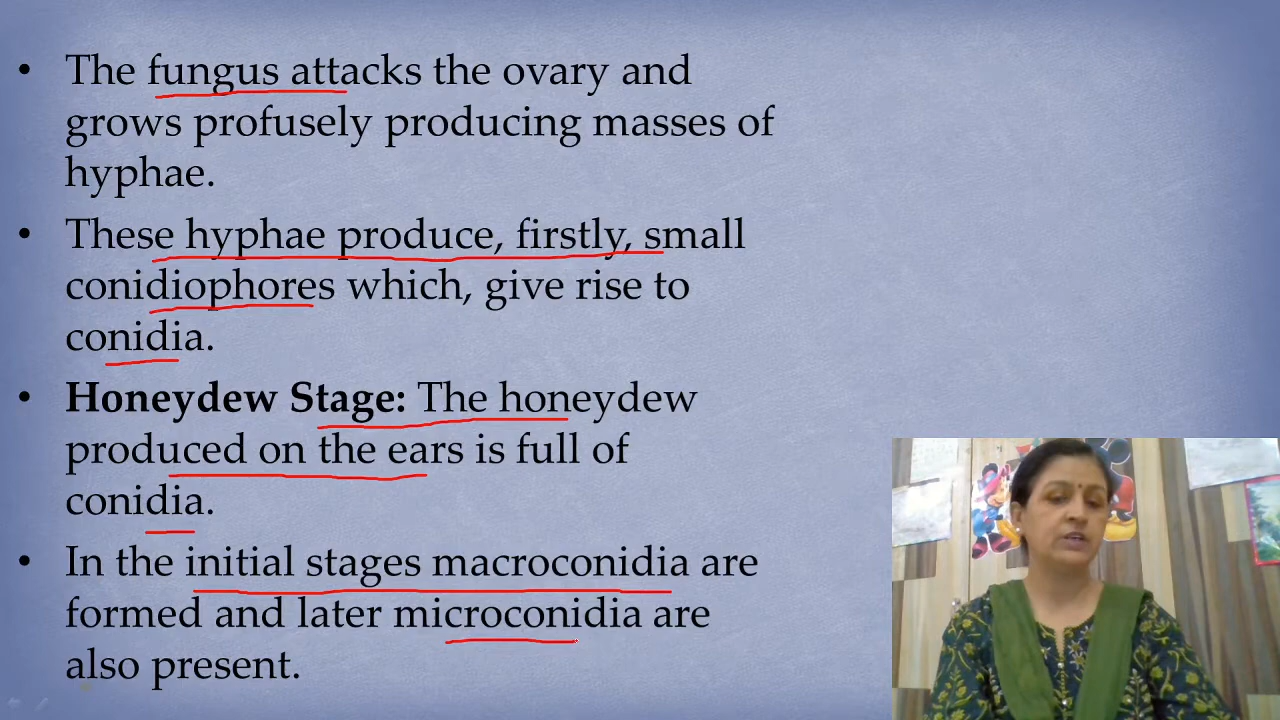 • The fungus attacks the ovary and
grows profusely producing masses of
hyphae.
• These hyphae produce, firstly, small
conidiophores which, give rise to
conidia.
• Honeydew Stage: The honeydew
produced on the ears is full of
conidia.
• In the initial stages macroconidia are
formed and later microconidia are
also present.